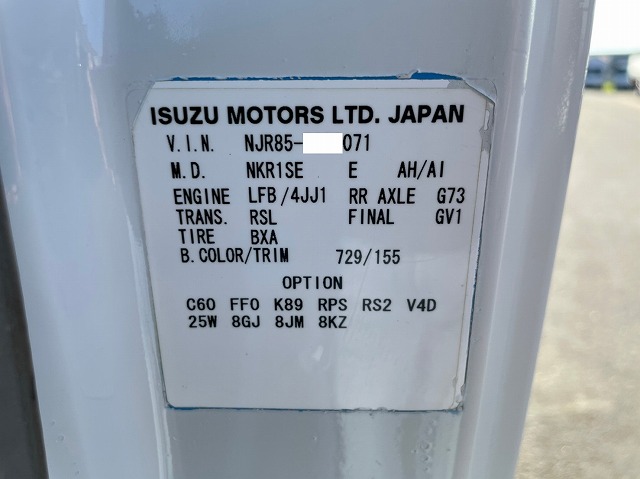 ISUZU MOTORS LTD. JAPAN
V.I.N. NJR85- 071
M.D. NKR1SE E AH/AI
ENGINE LFB/4JJ1 RR AXLE G73
TRANS. RSL FINAL GV1
TIRE BXA
B.COLOR/TRIM 729/155
OPTION
C60 FF0 K89 RPS RS2 V4D
25W 8GJ 8JM 8KZ